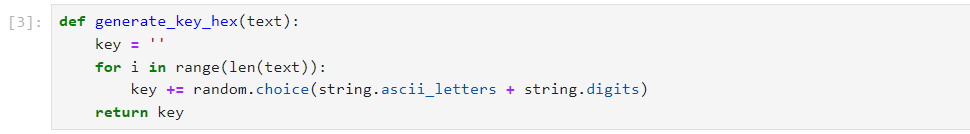 [3]: def generate_key_hex(text):
    key = ''
    for i in range(len(text)):
        key += random.choice(string.ascii_letters + string.digits)
    return key